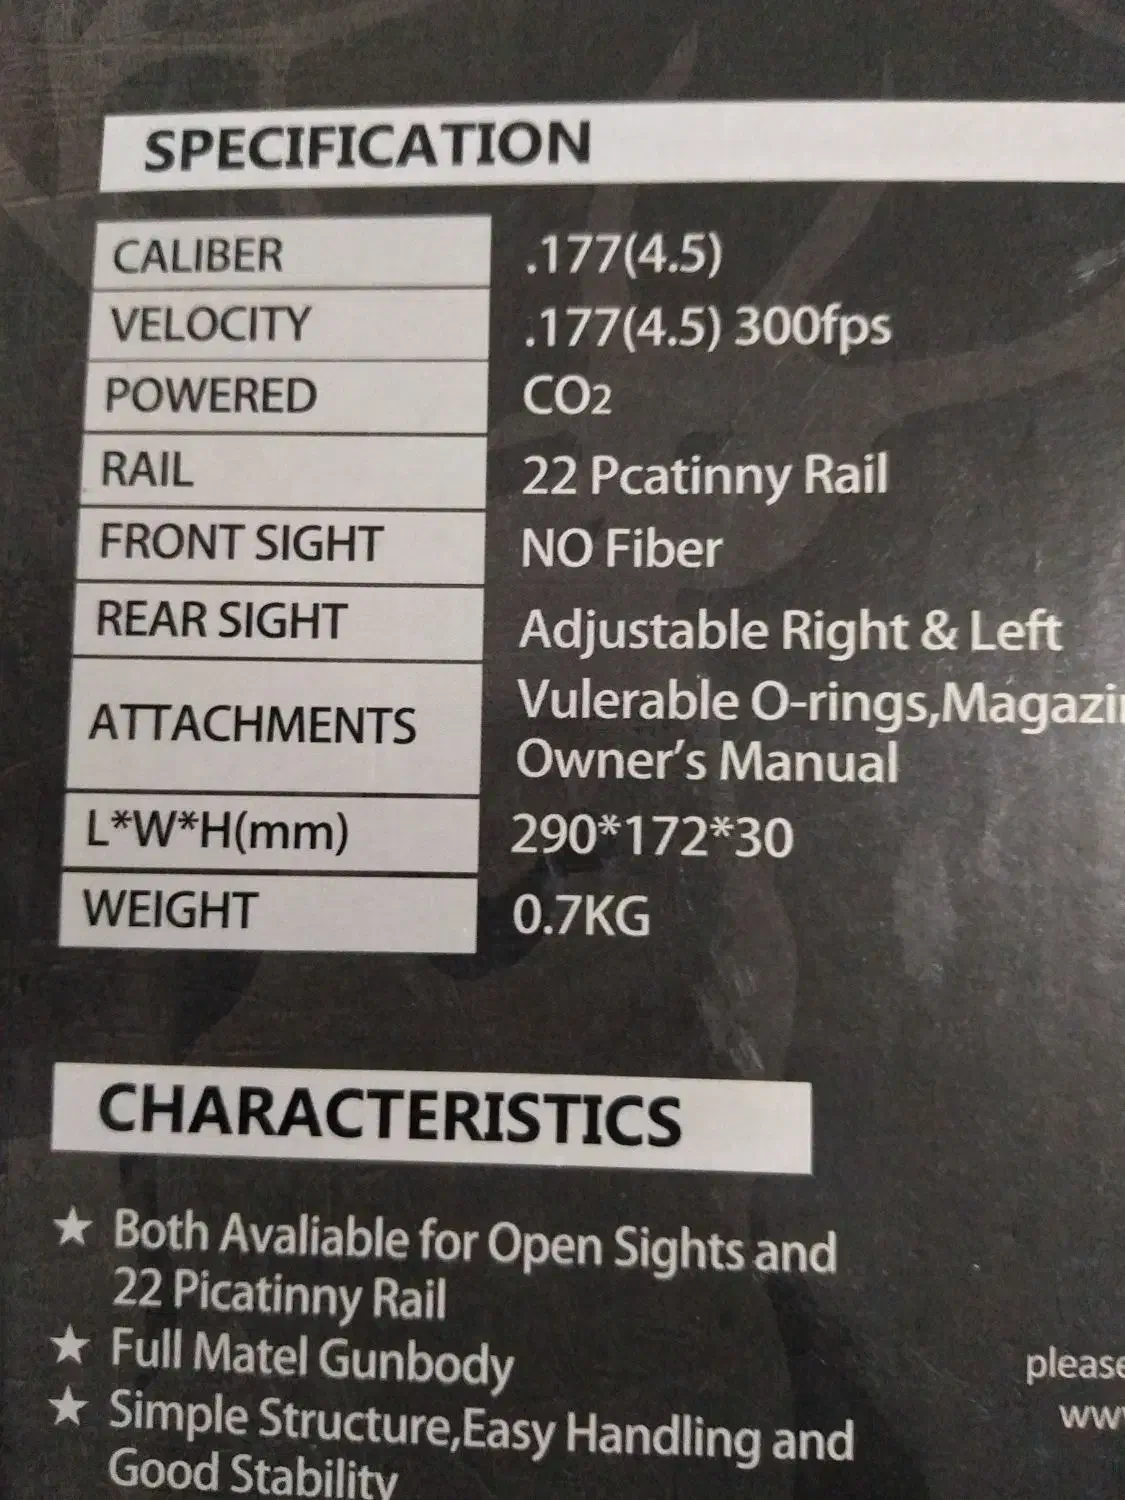 SPECIFICATION
CALIBER .177(4.5)
VELOCITY .177(4.5) 300fps
POWERED CO2
RAIL 22 Pcatinny Rail
FRONT SIGHT NO Fiber
REAR SIGHT Adjustable Right & Left
ATTACHMENTS Vulerable O-rings,Magazi
Owner's Manual
L*W*H(mm) 290*172*30
WEIGHT 0.7KG
CHARACTERISTICS
★ Both Avaliable for Open Sights and
22 Picatinny Rail
★ Full Matel Gunbody
★ Simple Structure,Easy Handling and
Good Stability
please
ww